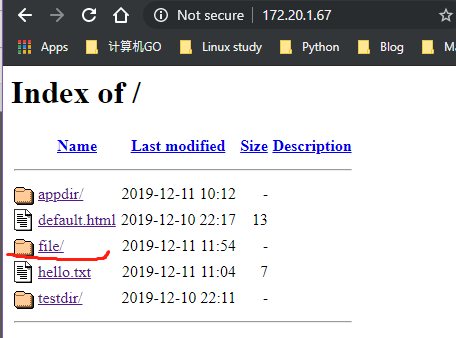 Not secure | 172.20.1.67
Apps 计算机GO Linux study Python Blog
Index of /
Name Last modified Size Description
appdir/ 2019-12-11 10:12 -
default.html 2019-12-10 22:17 13
file/ 2019-12-11 11:54 -
hello.txt 2019-12-11 11:04 7
testdir/ 2019-12-10 22:11 -